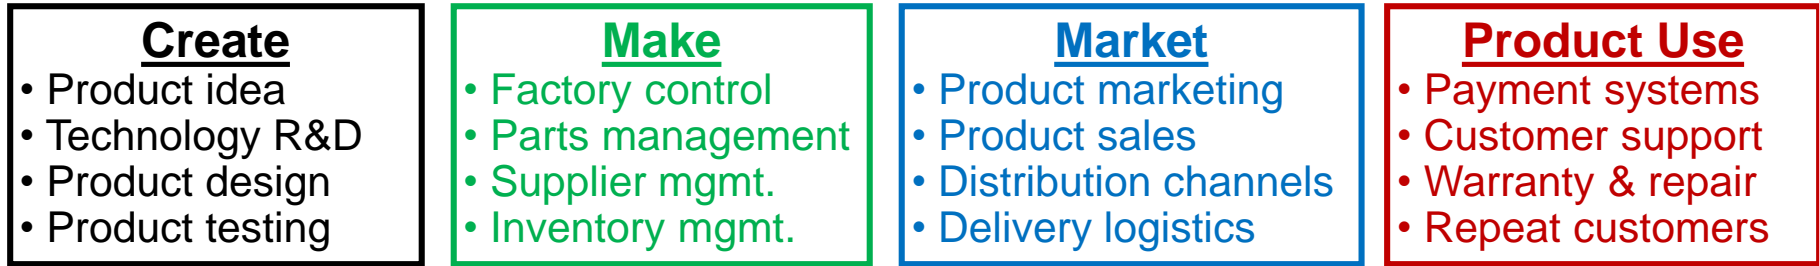 Create
• Product idea
• Technology R&D
• Product design
• Product testing
Make
• Factory control
• Parts management
• Supplier mgmt.
• Inventory mgmt.
Market
• Product marketing
• Product sales
• Distribution channels
• Delivery logistics
Product Use
• Payment systems
• Customer support
• Warranty & repair
• Repeat customers